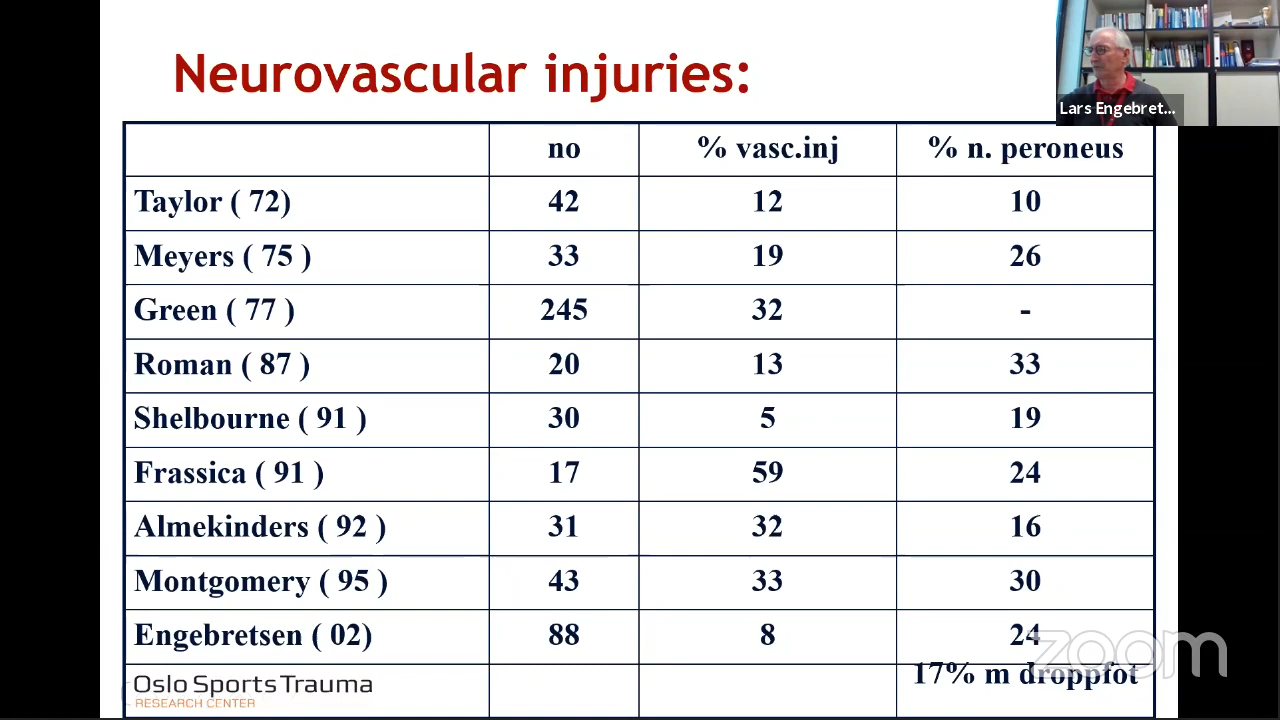 Neurovascular injuries:
Lars Engebret...
no % vasc.inj % n. peroneus
Taylor ( 72) 42 12 10
Meyers ( 75 ) 33 19 26
Green ( 77 ) 245 32 -
Roman ( 87 ) 20 13 33
Shelbourne ( 91 ) 30 5 19
Frassica ( 91 ) 17 59 24
Almekinders ( 92 ) 31 32 16
Montgomery ( 95 ) 43 33 30
Engebretsen ( 02) 88 8 24
zoom
17% m droppfot
Oslo Sports Trauma
RESEARCH CENTER